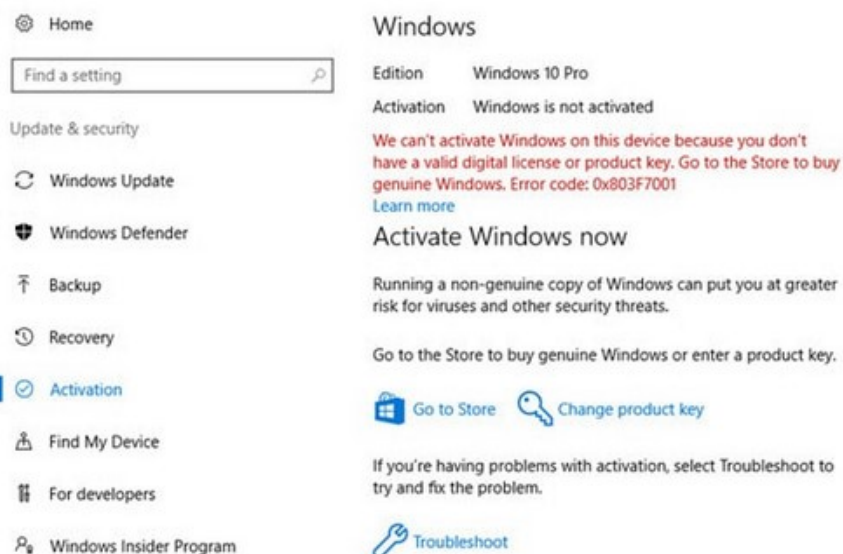 Home
Find a setting
Update & security
Windows Update
Windows Defender
Backup
Recovery
Activation
Find My Device
For developers
Windows Insider Program
Windows
Edition Windows 10 Pro
Activation Windows is not activated
We can't activate Windows on this device because you don't
have a valid digital license or product key. Go to the Store to buy
genuine Windows. Error code: 0x803F7001
Learn more
Activate Windows now
Running a non-genuine copy of Windows can put you at greater
risk for viruses and other security threats.
Go to the Store to buy genuine Windows or enter a product key.
Go to Store Change product key
If you're having problems with activation, select Troubleshoot to
try and fix the problem.
Troubleshoot